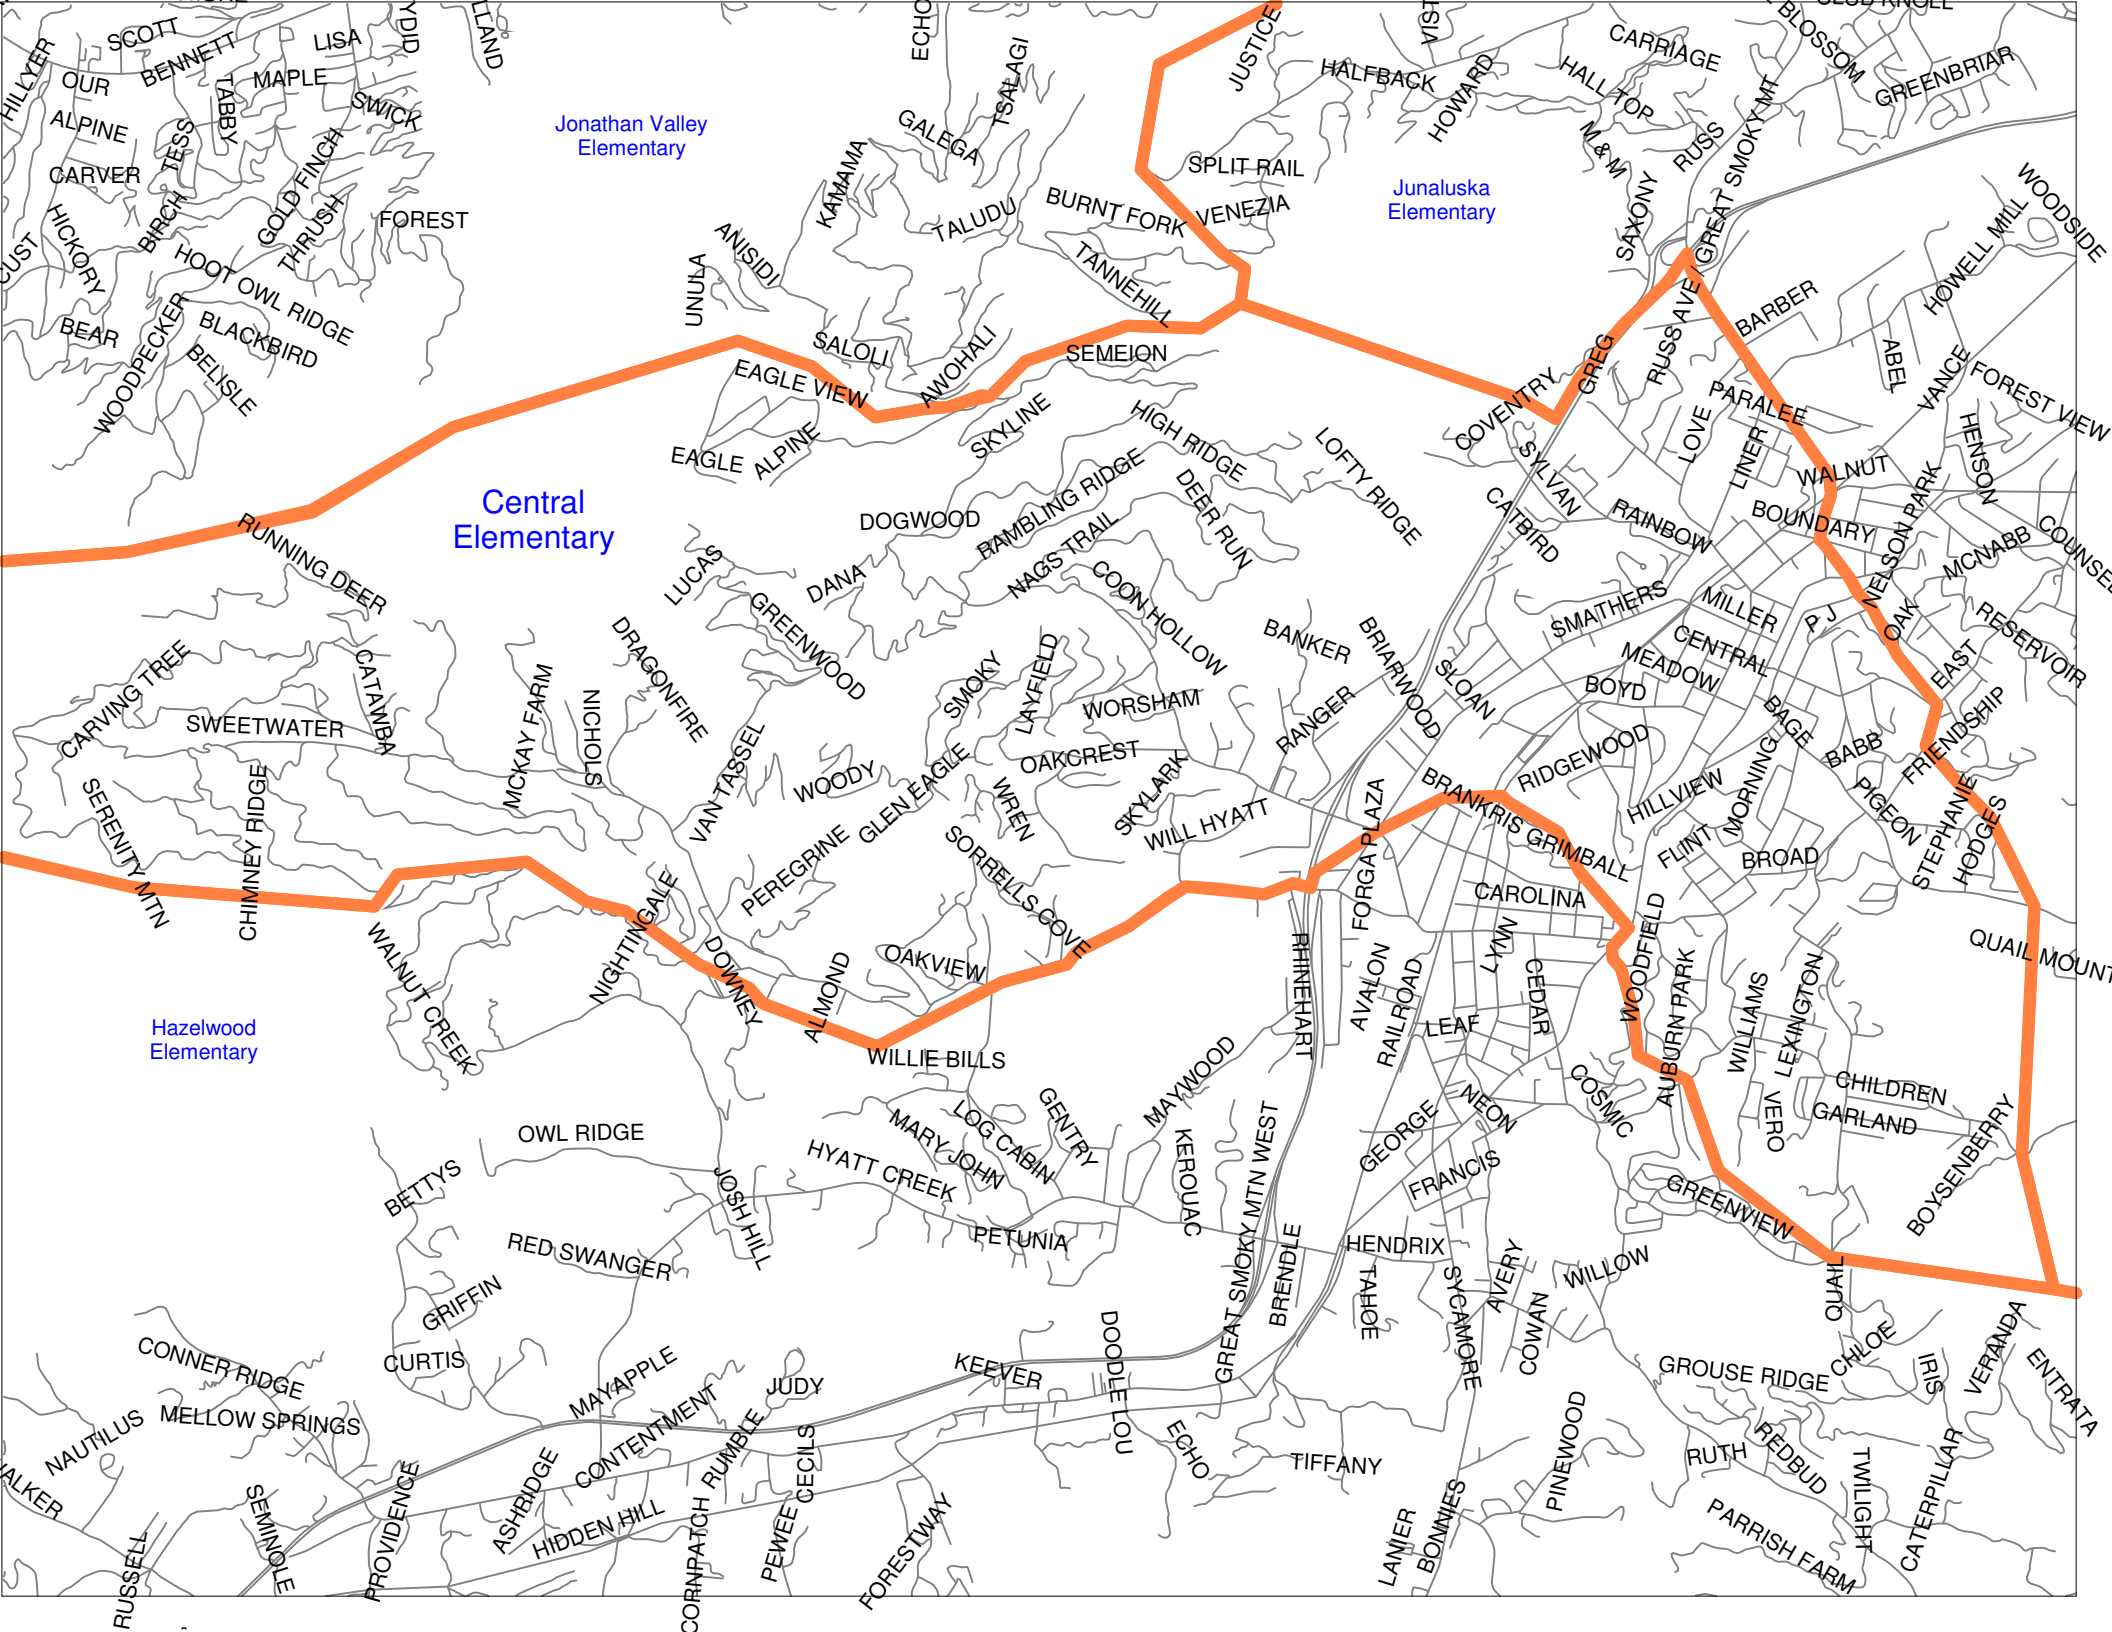 SCOTT
BENNETT
LISA
YDID
LLAND
ECHO
TSALAGI
JUSTICE
HALFBACK
VIST
HOWARD
CARRIAGE
HALL TOP
BLOSSOM
CLUB KNOLL
GREENBRIAR
HILLYER
OUR
TABBY
MAPLE
SWICK
ALPINE
TESS
CARVER
BIRCH
GOLD FINCH
THRUSH
FOREST
HICKORY
CUST
HOOT OWL RIDGE
BEAR
WOODPECKER
BLACKBIRD
BELISLE
Jonathan Valley
Elementary
GALEGA
KAMAMA
TALUDU
ANISIDI
UNULA
BURNT FORK
SPLIT RAIL
VENEZIA
TANNEHILL
Junaluska
Elementary
M & M
RUSS
SAXONY
GREAT SMOKY MT
WOODSIDE
HOWELL MILL
RUSS AVE
BARBER
GREG
ABEL
VANCE
FOREST VIEW
SALOLI
AWOHALI
SEMEION
EAGLE VIEW
EAGLE
ALPINE
SKYLINE
HIGH RIDGE
LOFTY RIDGE
COVENTRY
SYLVAN
CATBIRD
LOVE
PARALEE
LINER
WALNUT
HENSON
RAINBOW
BOUNDARY
NELSON PARK
MCNABB
COUNSEL
Central
Elementary
RUNNING DEER
DOGWOOD
RAMBLING RIDGE
NAGS TRAIL
DEER RUN
LUCAS
DANA
GREENWOOD
COON HOLLOW
BANKER
BRIARWOOD
SMATHERS
MILLER
P J
OAK
RESERVOIR
CENTRAL
MEADOW
EAST
SLOAN
BOYD
BAGE
FRIENDSHIP
CARVING TREE
CATAWBA
SWEETWATER
MCKAY FARM
NICHOLS
DRAGONFIRE
VAN TASSEL
SMOKY
LAYFIELD
WORSHAM
RANGER
OAKCREST
WOODY
GLEN EAGLE
WREN
SKYLARK
WILL HYATT
RIDGEWOOD
MORNING
BABB
HILLVIEW
PIGEON
STEPHANIE
HODGES
SERENITY MTN
CHIMNEY RIDGE
PEREGRINE
SORRELLS COVE
FORGA PLAZA
BRANKRIS GRIMBALL
FLINT
BROAD
CAROLINA
WALNUT CREEK
NIGHTINGALE
DOWNEY
ALMOND
OAKVIEW
RHINEHART
AVALON
RAILROAD
LYNN
CEDAR
WOODFIELD
AUBURN PARK
WILLIAMS
LEXINGTON
QUAIL MOUNT
Hazelwood
Elementary
WILLIE BILLS
LEAF
MAYWOOD
COSMIC
NEON
GEORGE
VERO
CHILDREN
GARLAND
BOYSENBERRY
OWL RIDGE
LOG CABIN
GENTRY
MARY JOHN
HYATT CREEK
KEROUAC
GREAT SMOKY MTN WEST
FRANCIS
GREENVIEW
BETTYS
JOSH HILL
PETUNIA
RED SWANGER
BRENDLE
HENDRIX
TAHOE
SYCAMORE
AVERY
COWAN
WILLOW
QUAIL
GRIFFIN
CURTIS
CONNER RIDGE
MELLOW SPRINGS
NAUTILUS
MAYAPPLE
CONTENTMENT
JUDY
KEEVER
DOODLE LOU
GROUSE RIDGE
CHLOE
IRIS
VERANDA
ENTRATA
ALKER
RUSSELL
SEMINOLE
PROVIDENCE
ASHRIDGE
HIDDEN HILL
RUMBLE
CORNPATCH
CECILS
PEWEE
FORESTWAY
ECHO
TIFFANY
LANIER
BONNIES
PINEWOOD
RUTH
REDBUD
TWILIGHT
CATERPILLAR
PARRISH FARM